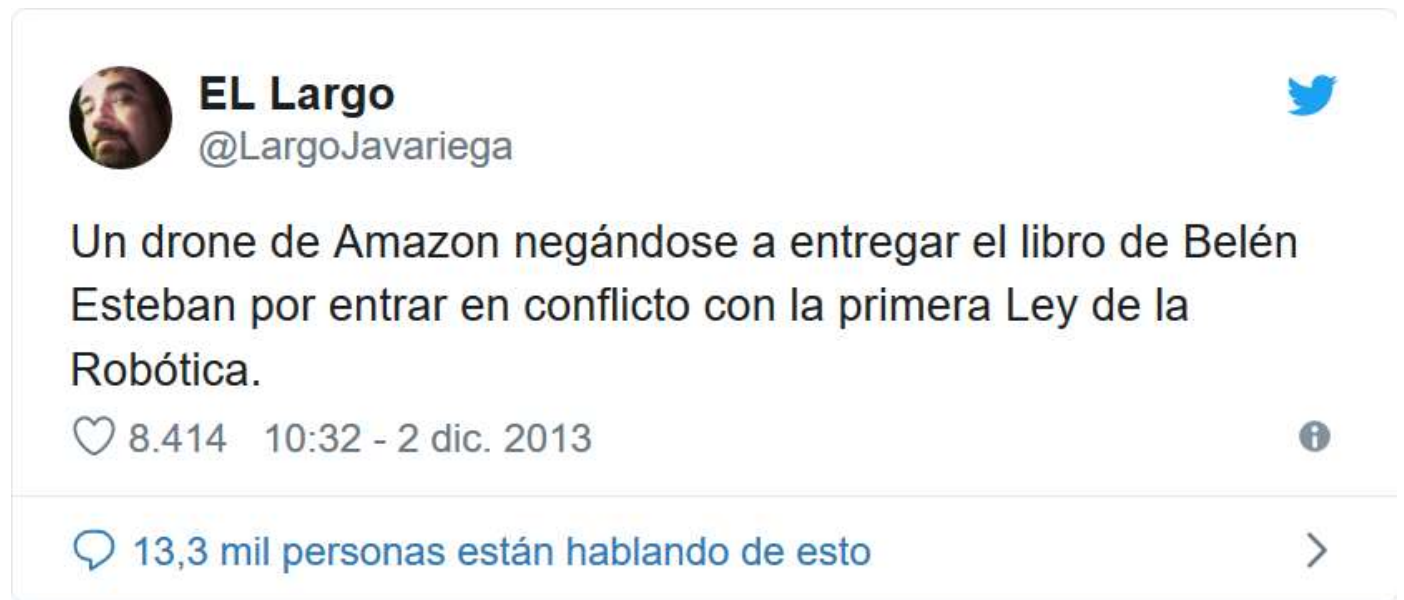 EL Largo
@LargoJavariega
Un drone de Amazon negándose a entregar el libro de Belén
Esteban por entrar en conflicto con la primera Ley de la
Robótica.
8.414 10:32 - 2 dic. 2013
13,3 mil personas están hablando de esto